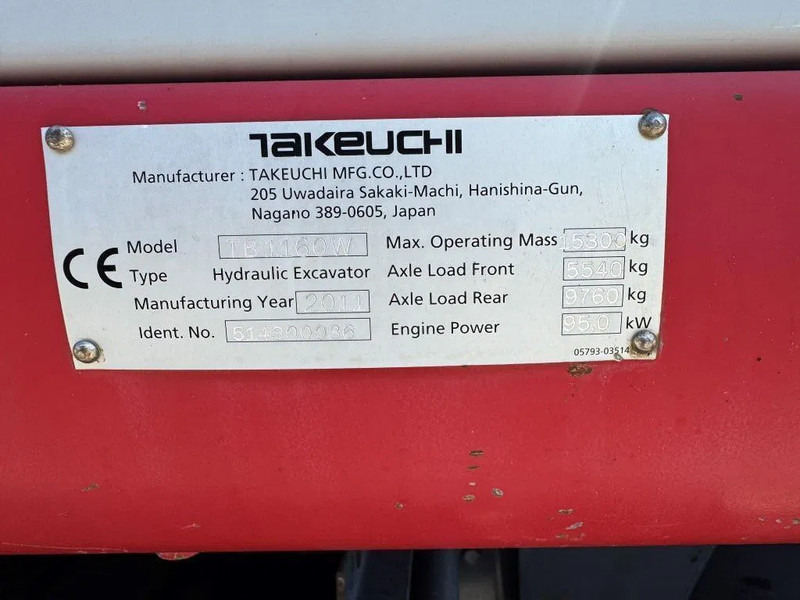 TAKEUCHI
Manufacturer : TAKEUCHI MFG.CO.,LTD
205 Uwadaira Sakaki-Machi, Hanishina-Gun,
Nagano 389-0605, Japan
CE
Model TB1160W
Type Hydraulic Excavator
Manufacturing Year 2011
Ident. No.
Max. Operating Mass 15300 kg
Axle Load Front 5540 kg
Axle Load Rear 9760 kg
Engine Power 95.0 kW